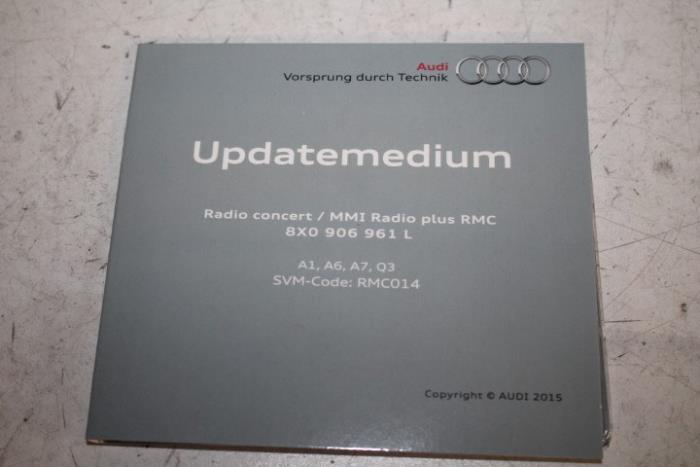 Audi
Vorsprung durch Technik
Updatemedium
Radio concert / MMI Radio plus RMC
8X0 906 961 L
A1, A6, A7, Q3
SVM-Code: RMC014
Copyright © AUDI 2015